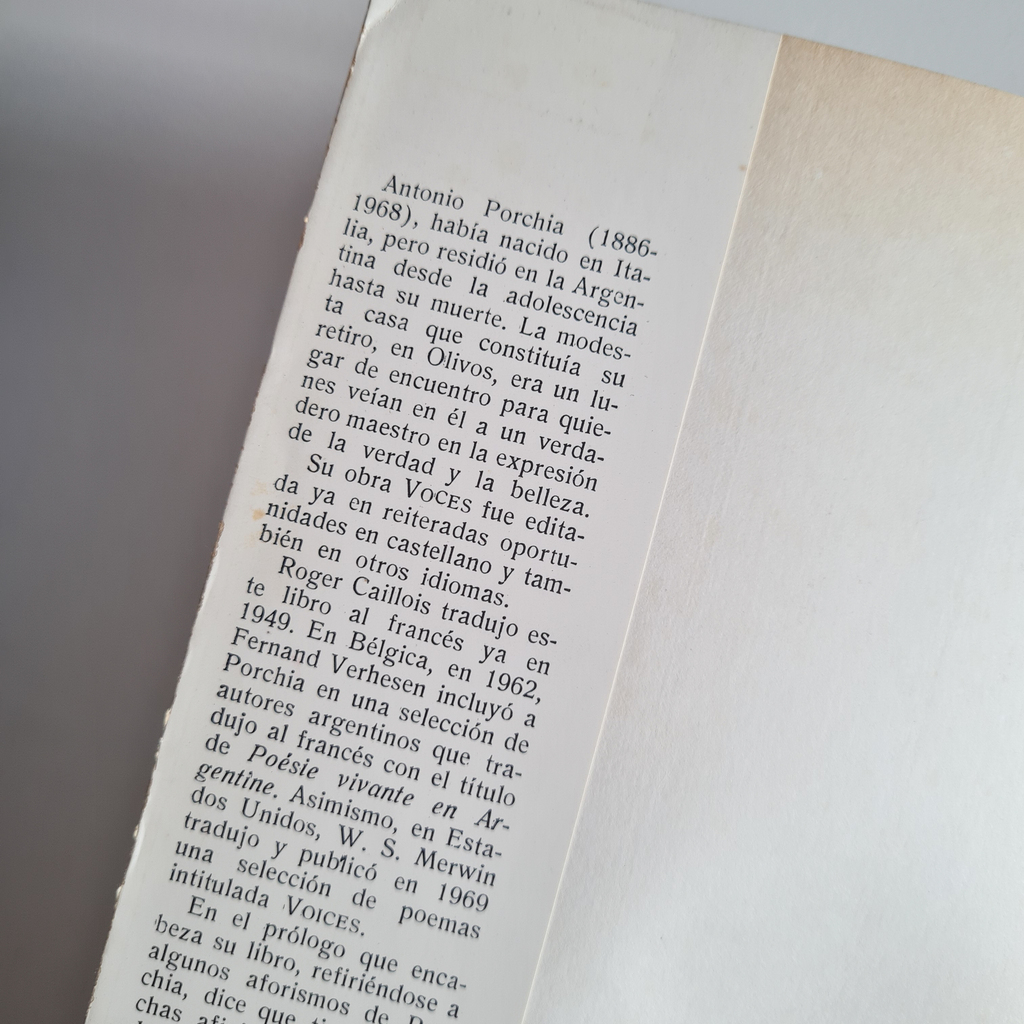 Antonio Porchia (1886-
1968), había nacido en Ita-
lia, pero residió en la Argen-
tina desde la adolescencia
hasta su muerte. La modes-
ta casa que constituía su
retiro, en Olivos, era un lu-
gar de encuentro para quie-
nes veían en él a un verda-
dero maestro en la expresión
de la verdad y la belleza.
Su obra VOCES fue edita-
da ya en reiteradas oportu-
nidades en castellano y tam-
bién en otros idiomas.
Roger Caillois tradujo es-
te libro al francés ya en
1949. En Bélgica, en 1962,
Fernand Verhesen incluyó a
Porchia en una selección de
autores argentinos que tra-
dujo al francés con el título
de Poésie vivante en Ar-
gentine. Asimismo, en Esta-
dos Unidos, W. S. Merwin
tradujo y publicó en 1969
una selección de poemas
intitulada VOICES.
En el prólogo que enca-
beza su libro, refiriéndose a
algunos aforismos de
chia, dice que
chas